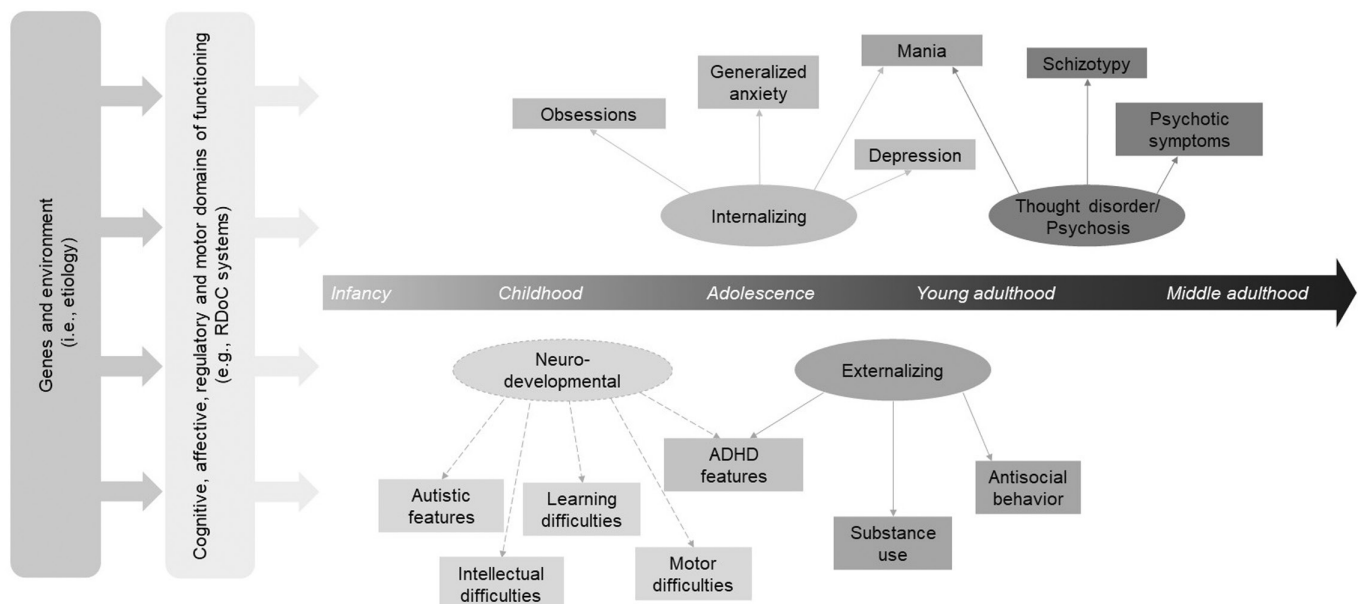 Genes and environment
(i.e., etiology)
Cognitive, affective, regulatory and motor domains of functioning
(e.g., RDoC systems)
Obsessions
Generalized
anxiety
Mania
Depression
Schizotypy
Psychotic
symptoms
Internalizing
Thought disorder/
Psychosis
Infancy
Childhood
Adolescence
Young adulthood
Middle adulthood
Neuro-
developmental
Externalizing
Autistic
features
Intellectual
difficulties
Learning
difficulties
Motor
difficulties
ADHD
features
Substance
use
Antisocial
behavior